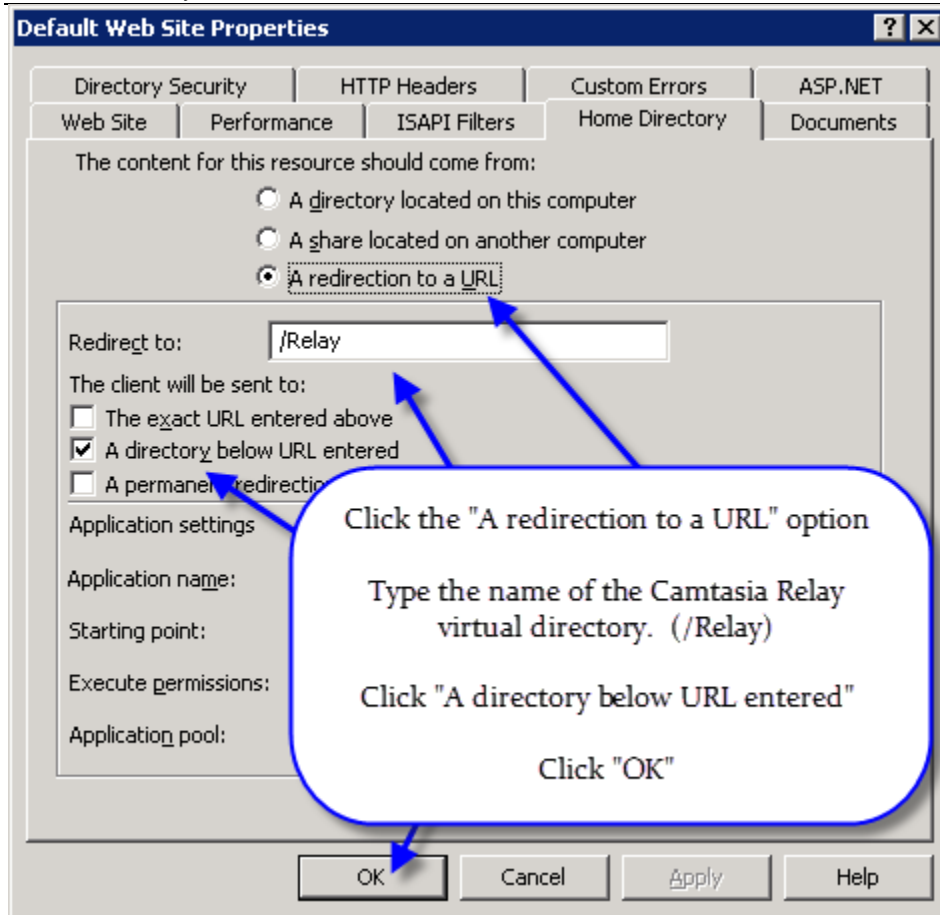 Default Web Site Properties
Directory Security HTTP Headers Custom Errors ASP.NET
Web Site Performance ISAPI Filters Home Directory Documents
The content for this resource should come from:
A directory located on this computer
A share located on another computer
A redirection to a URL
Redirect to: /Relay
The client will be sent to:
The exact URL entered above
A directory below URL entered
A permanent redirection
Application settings
Application name:
Starting point:
Execute permissions:
Application pool:
Click the "A redirection to a URL" option
Type the name of the Camtasia Relay
virtual directory. (/Relay)
Click "A directory below URL entered"
Click "OK"
OK Cancel Apply Help